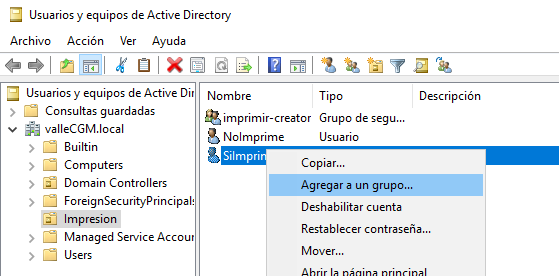 Usuarios y equipos de Active Directory
Archivo Acción Ver Ayuda
Usuarios y equipos de Active Dir
Consultas guardadas
valleCGM.local
Builtin
Computers
Domain Controllers
ForeignSecurityPrincipals
Impresion
Managed Service Accou
Users
Nombre Tipo Descripción
imprimir-creator Grupo de segu...
NoImprime Usuario
SiImprim
Copiar...
Agregar a un grupo...
Deshabilitar cuenta
Restablecer contraseña...
Mover...
Abrir la página principal